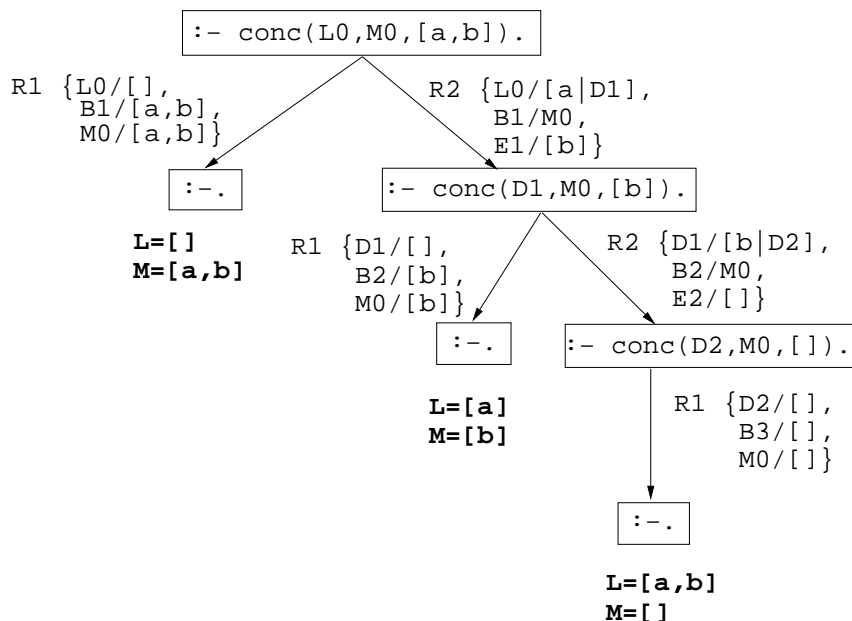 :- conc(L0,M0,[a,b]).
R1 {L0/[],
B1/[a,b],
M0/[a,b]}
R2 {L0/[a|D1],
B1/M0,
E1/[b]}
:-.
L=[]
M=[a,b]
:- conc(D1,M0,[b]).
R1 {D1/[],
B2/[b],
M0/[b]}
R2 {D1/[b|D2],
B2/M0,
E2/[]}
:-.
L=[a]
M=[b]
:- conc(D2,M0,[]).
R1 {D2/[],
B3/[],
M0/[]}
:-.
L=[a,b]
M=[]